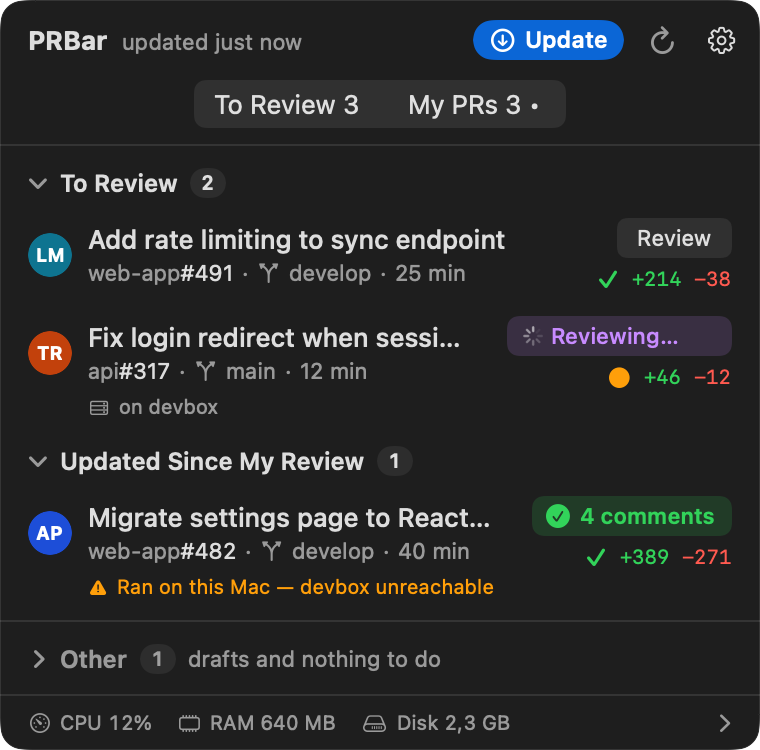 PRBar updated just now Update
To Review 3 My PRs 3 •
To Review 2
LM Add rate limiting to sync endpoint Review
web-app#491 · develop · 25 min +214 −38
TR Fix login redirect when sessi... Reviewing...
api#317 · main · 12 min +46 −12
on devbox
Updated Since My Review 1
AP Migrate settings page to React... 4 comments
web-app#482 · develop · 40 min +389 −271
Ran on this Mac — devbox unreachable
Other 1 drafts and nothing to do
CPU 12% RAM 640 MB Disk 2,3 GB